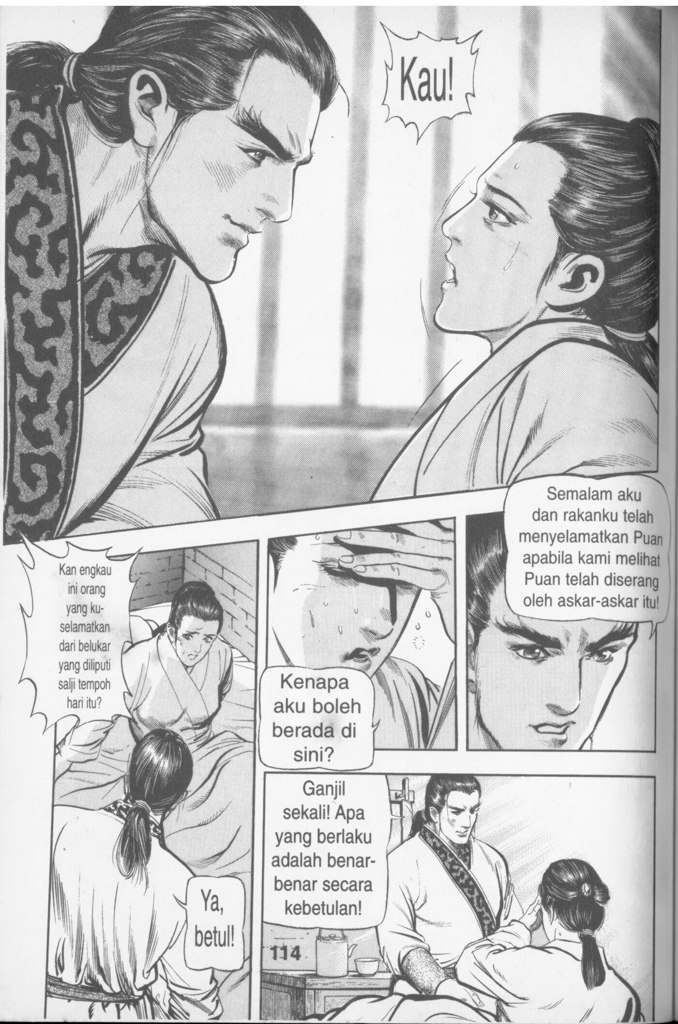 Kau!
Kan engkau
ini orang
yang ku-
selamatkan
dari belukar
yang diliputi
salji tempoh
hari itu?
Ya,
betul!
Kenapa
aku boleh
berada di
sini?
Semalam aku
dan rakanku telah
menyelamatkan Puan
apabila kami melihat
Puan telah diserang
oleh askar-askar itu!
Ganjil
sekali! Apa
yang berlaku
adalah benar-
benar secara
kebetulan!
114